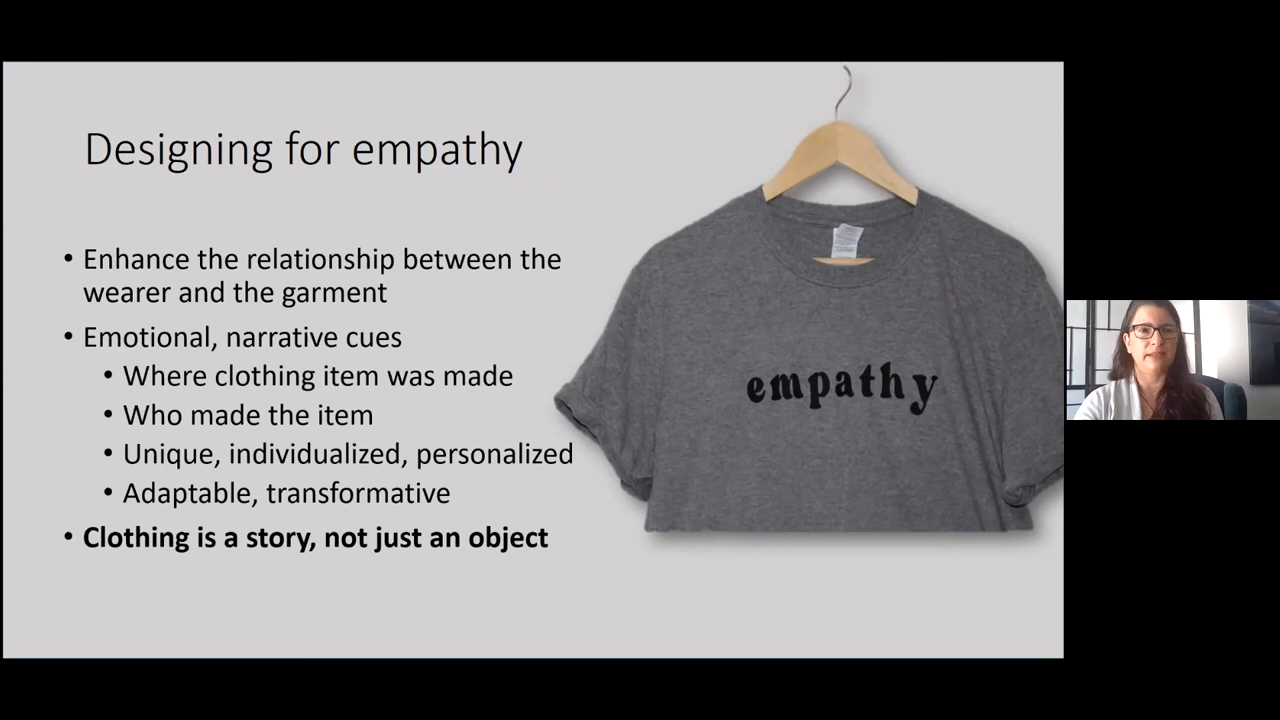 Designing for empathy
• Enhance the relationship between the
wearer and the garment
• Emotional, narrative cues
• Where clothing item was made
• Who made the item
• Unique, individualized, personalized
• Adaptable, transformative
• Clothing is a story, not just an object
empathy